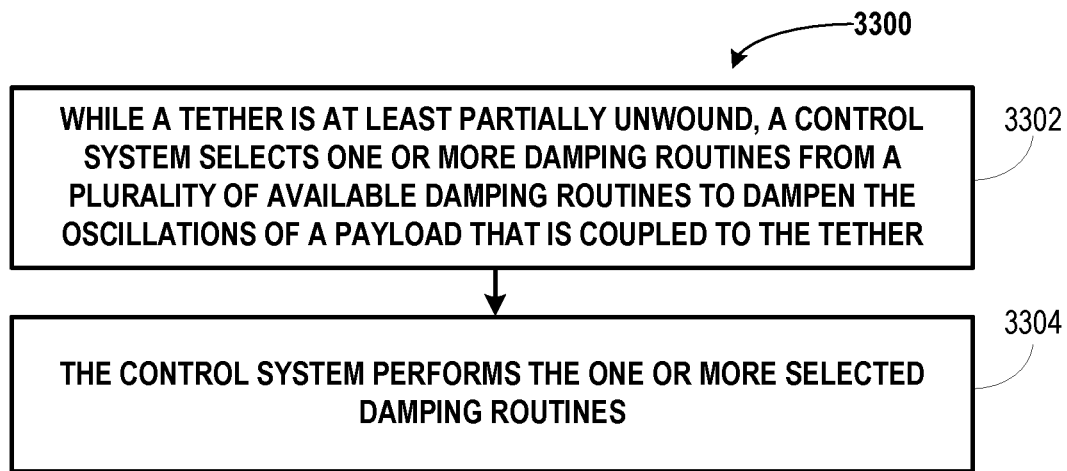 3300
WHILE A TETHER IS AT LEAST PARTIALLY UNWOUND, A CONTROL
SYSTEM SELECTS ONE OR MORE DAMPING ROUTINES FROM A
PLURALITY OF AVAILABLE DAMPING ROUTINES TO DAMPEN THE
OSCILLATIONS OF A PAYLOAD THAT IS COUPLED TO THE TETHER
3302
THE CONTROL SYSTEM PERFORMS THE ONE OR MORE SELECTED
DAMPING ROUTINES
3304